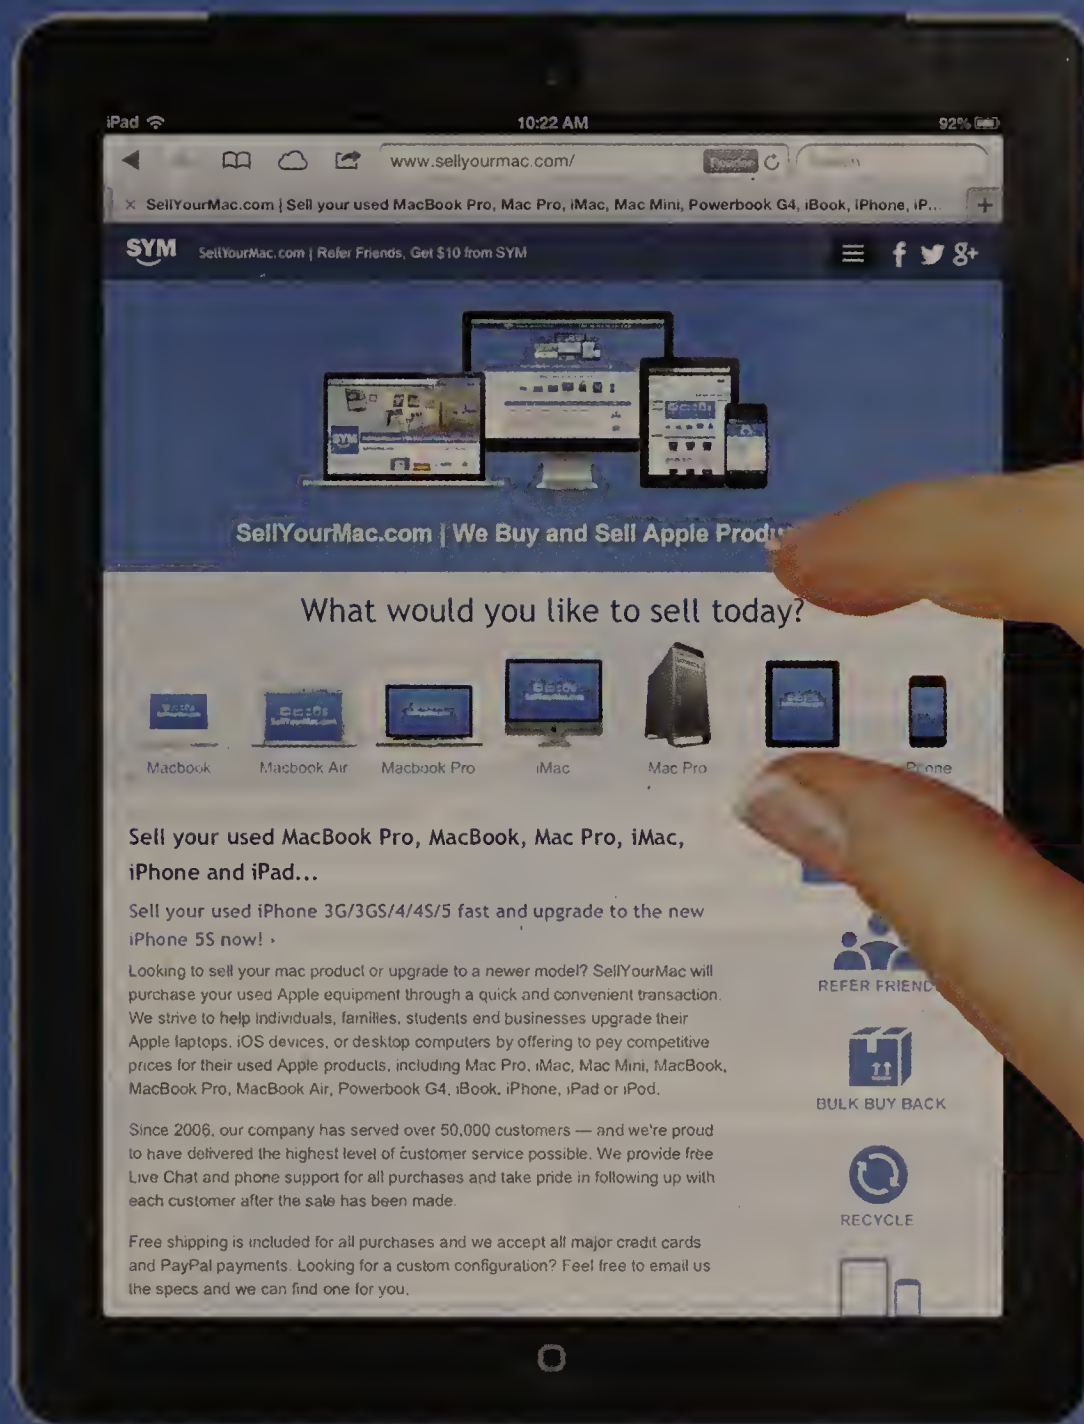 iPad 10:22 AM 92%
www.sellyourmac.com/ Reader
× SellYourMac.com | Sell your used MacBook Pro, Mac Pro, iMac, Mac Mini, Powerbook G4, iBook, iPhone, iP... +
SYM SellYourMac.com | Refer Friends, Get $10 from SYM f 8+
SYM
SellYourMac.com | We Buy and Sell Apple Produ
What would you like to sell today?
Macbook Macbook Air Macbook Pro iMac Mac Pro Phone
Sell your used MacBook Pro, MacBook, Mac Pro, iMac,
iPhone and iPad...
Sell your used iPhone 3G/3GS/4/4S/5 fast and upgrade to the new
iPhone 5S now! ›
Looking to sell your mac product or upgrade to a newer model? SellYourMac will
purchase your used Apple equipment through a quick and convenient transaction.
We strive to help individuals, families, students and businesses upgrade their
Apple laptops, iOS devices, or desktop computers by offering to pay competitive
prices for their used Apple products, including Mac Pro, iMac, Mac Mini, MacBook,
MacBook Pro, MacBook Air, Powerbook G4, iBook, iPhone, iPad or iPod.
Since 2006, our company has served over 50,000 customers — and we're proud
to have delivered the highest level of customer service possible. We provide free
Live Chat and phone support for all purchases and take pride in following up with
each customer after the sale has been made.
Free shipping is included for all purchases and we accept all major credit cards
and PayPal payments. Looking for a custom configuration? Feel free to email us
the specs and we can find one for you.
REFER FRIEND
BULK BUY BACK
RECYCLE